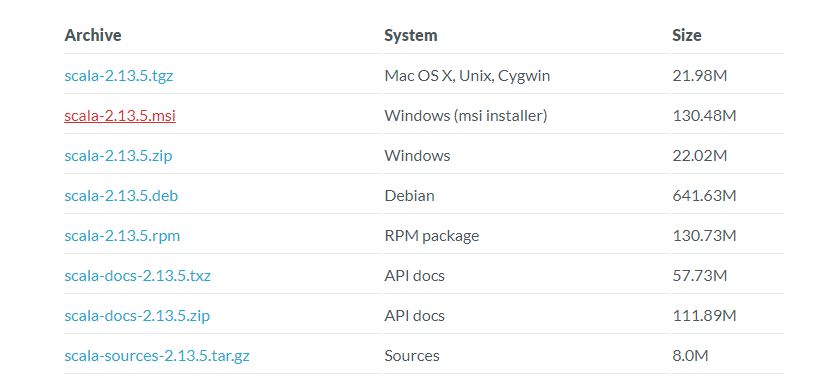 Archive System Size
scala-2.13.5.tgz Mac OS X, Unix, Cygwin 21.98M
scala-2.13.5.msi Windows (msi installer) 130.48M
scala-2.13.5.zip Windows 22.02M
scala-2.13.5.deb Debian 641.63M
scala-2.13.5.rpm RPM package 130.73M
scala-docs-2.13.5.txz API docs 57.73M
scala-docs-2.13.5.zip API docs 111.89M
scala-sources-2.13.5.tar.gz Sources 8.0M